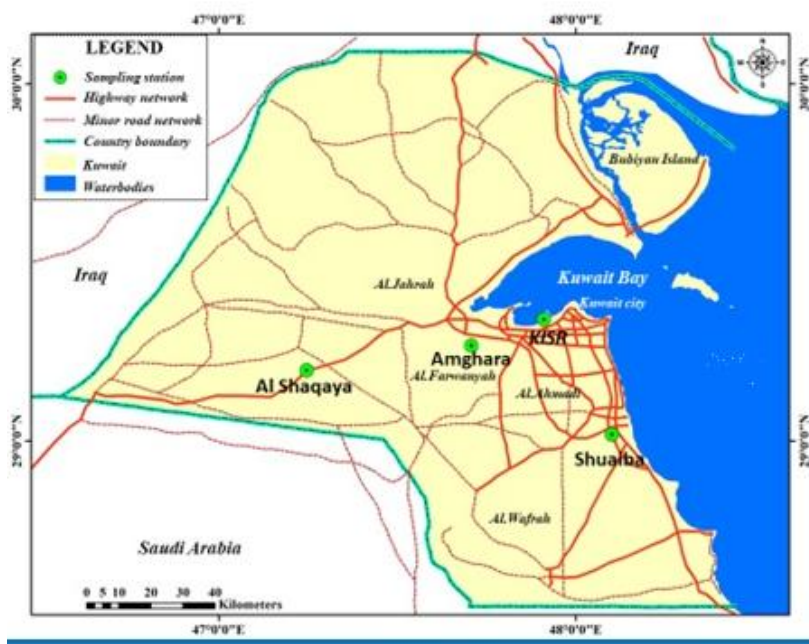 47°0'0"N
48°0'0"N
LEGEND
Sampling station
Highway network
Minor road network
Country boundary
Kuwait
Waterbodies
Iraq
30°0'0"N
30°0'0"N
Bubiyan Island
Iraq
Kuwait Bay
Al.Jahrah
Kuwait city
KISR
Amghara
Al.Farwanyah
Al Shaqaya
Al.Ahmadi
29°0'0"N
29°0'0"N
Shuaiba
Al.Wafrah
Saudi Arabia
0 5 10 20 30 40
Kilometers
47°0'0"N
48°0'0"N